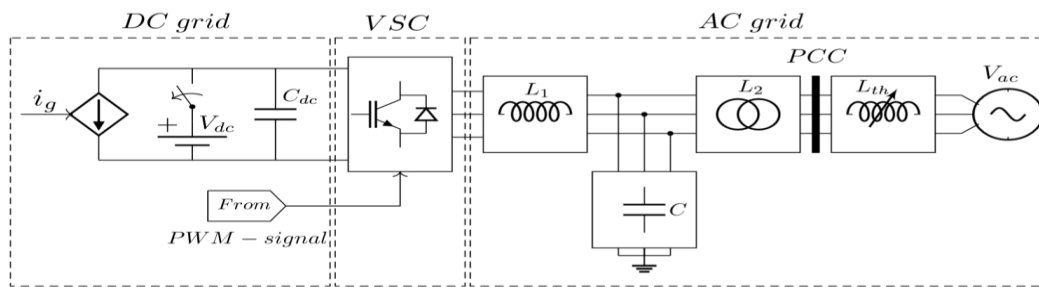 DC grid
VSC
AC grid
PCC
i_g
+
V_dc
C_dc
L_1
L_2
L_th
V_ac
C
From
PWM − signal